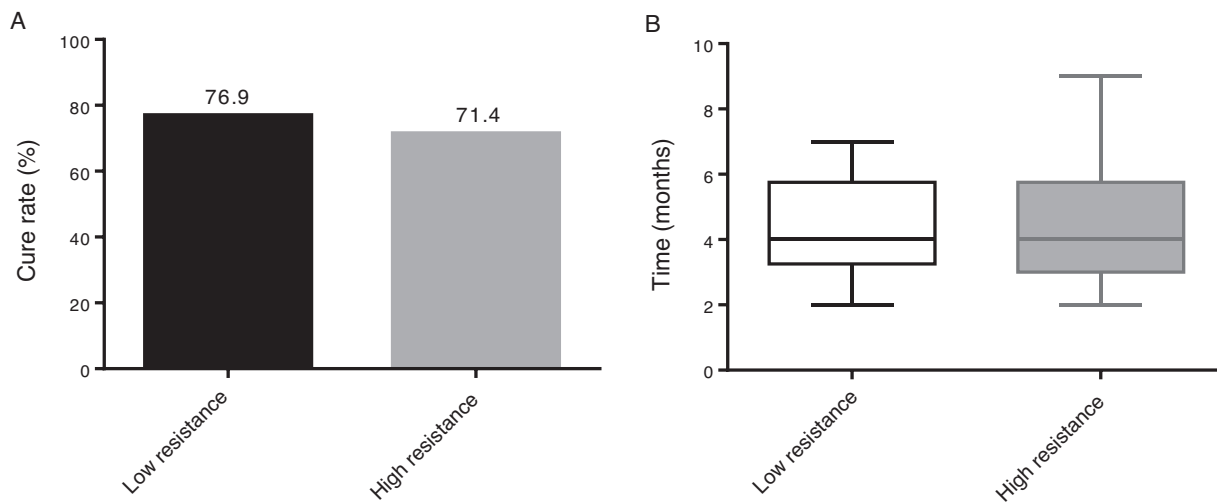 A
Cure rate (%)
100
80
60
40
20
0
76.9
71.4
Low resistance
High resistance
B
Time (months)
10
8
6
4
2
0
Low resistance
High resistance